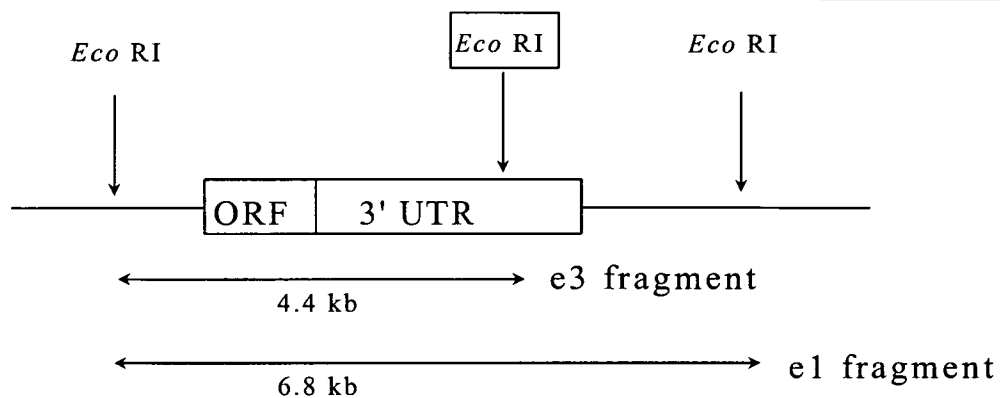 Eco RI
Eco RI
Eco RI
ORF
3' UTR
e3 fragment
4.4 kb
e1 fragment
6.8 kb